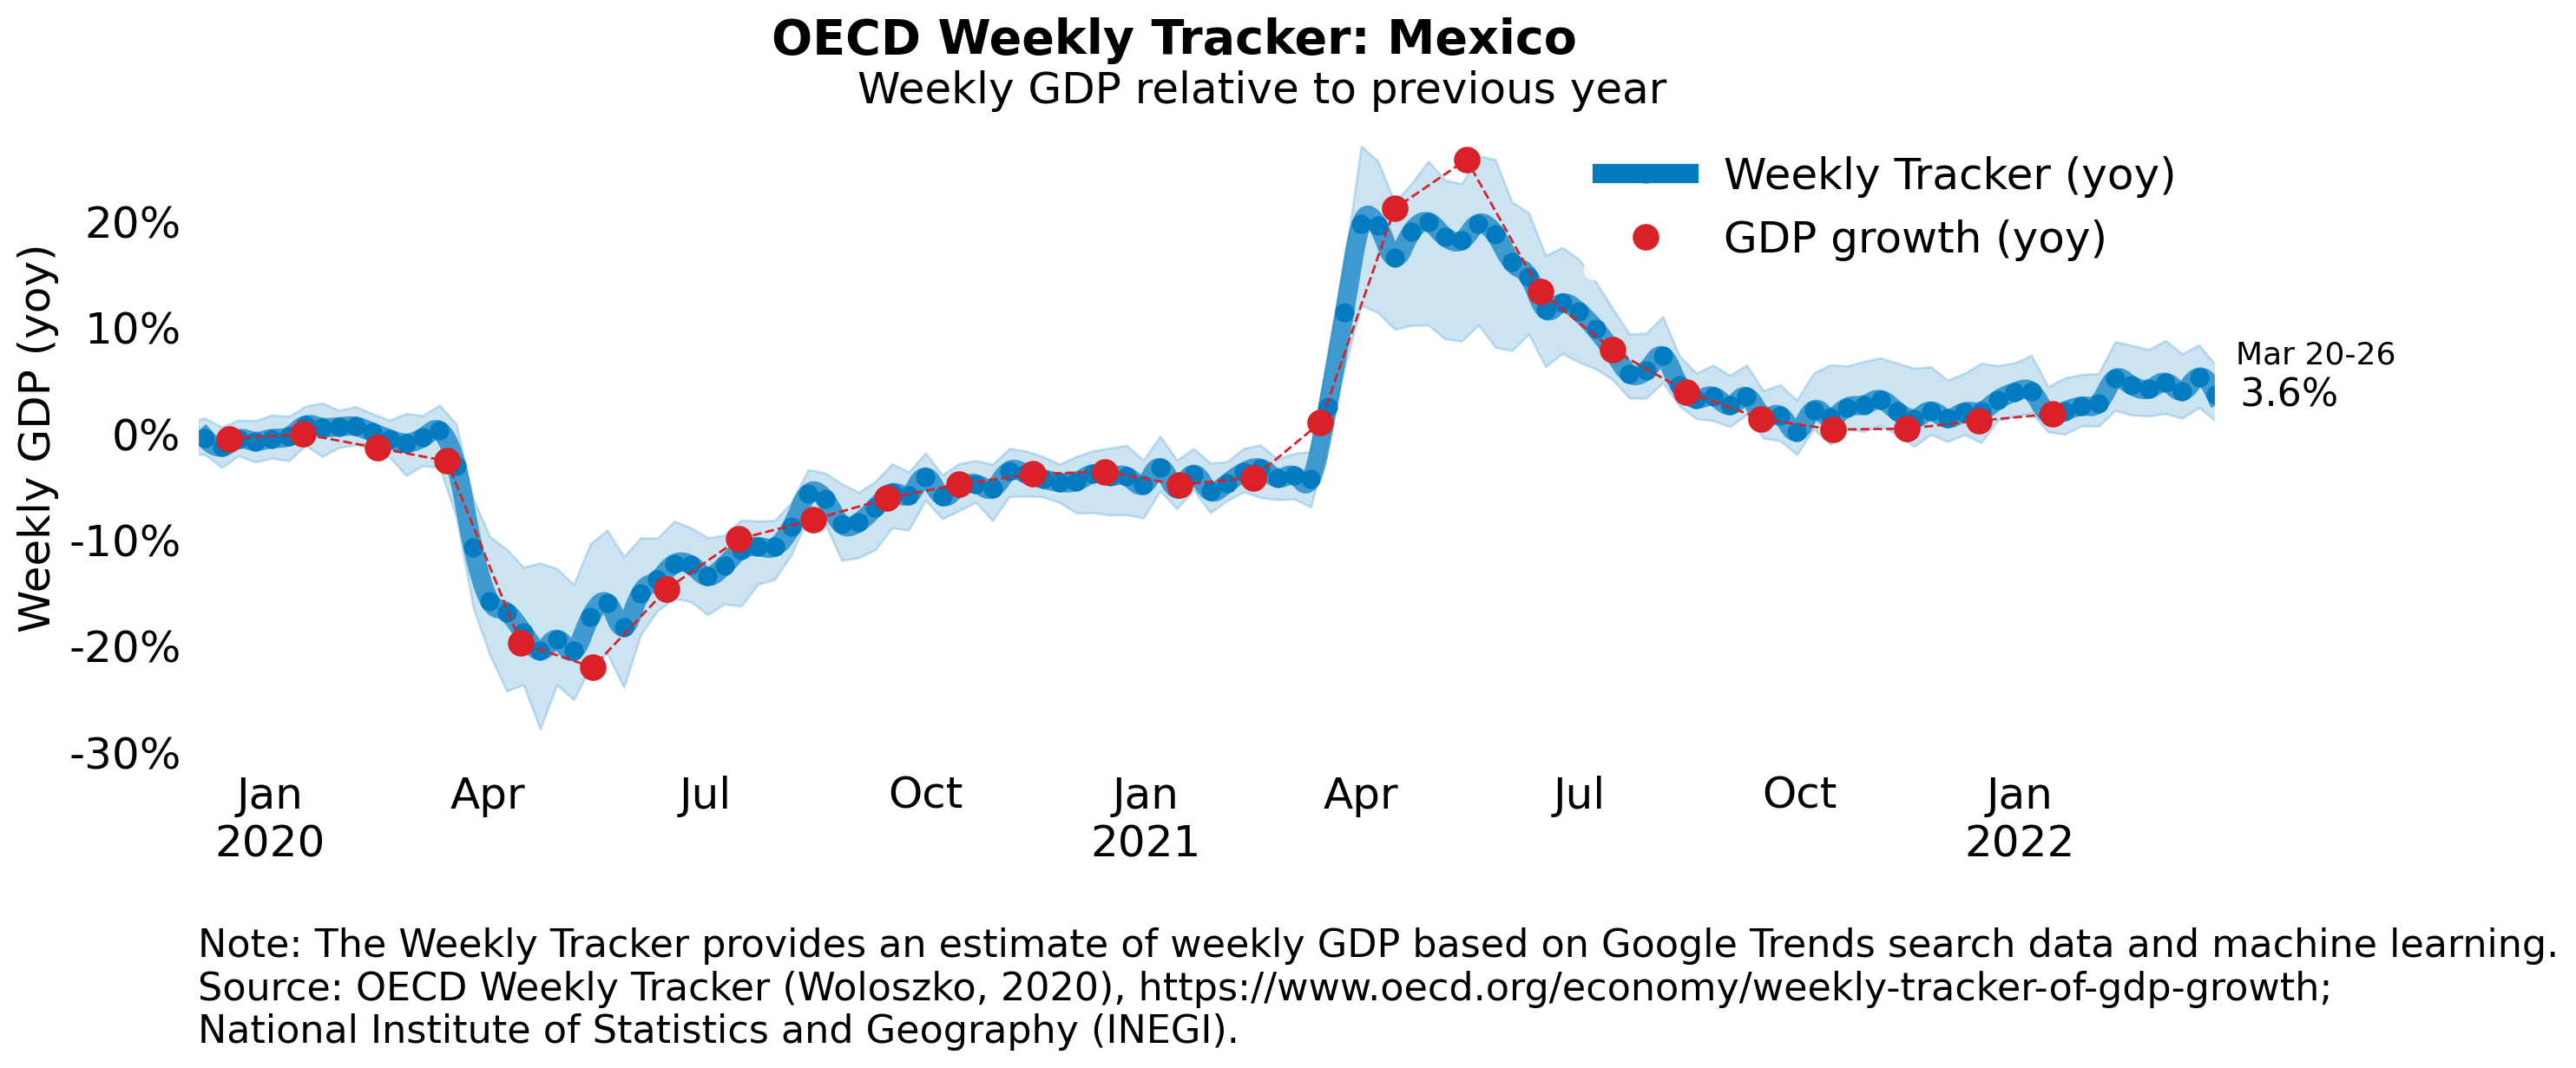 OECD Weekly Tracker: Mexico
Weekly GDP relative to previous year
Weekly Tracker (yoy)
GDP growth (yoy)
Weekly GDP (yoy)
20%
10%
0%
-10%
-20%
-30%
Mar 20-26
3.6%
Jan Apr Jul Oct Jan Apr Jul Oct Jan
2020 2021 2022
Note: The Weekly Tracker provides an estimate of weekly GDP based on Google Trends search data and machine learning.
Source: OECD Weekly Tracker (Woloszko, 2020), https://www.oecd.org/economy/weekly-tracker-of-gdp-growth;
National Institute of Statistics and Geography (INEGI).